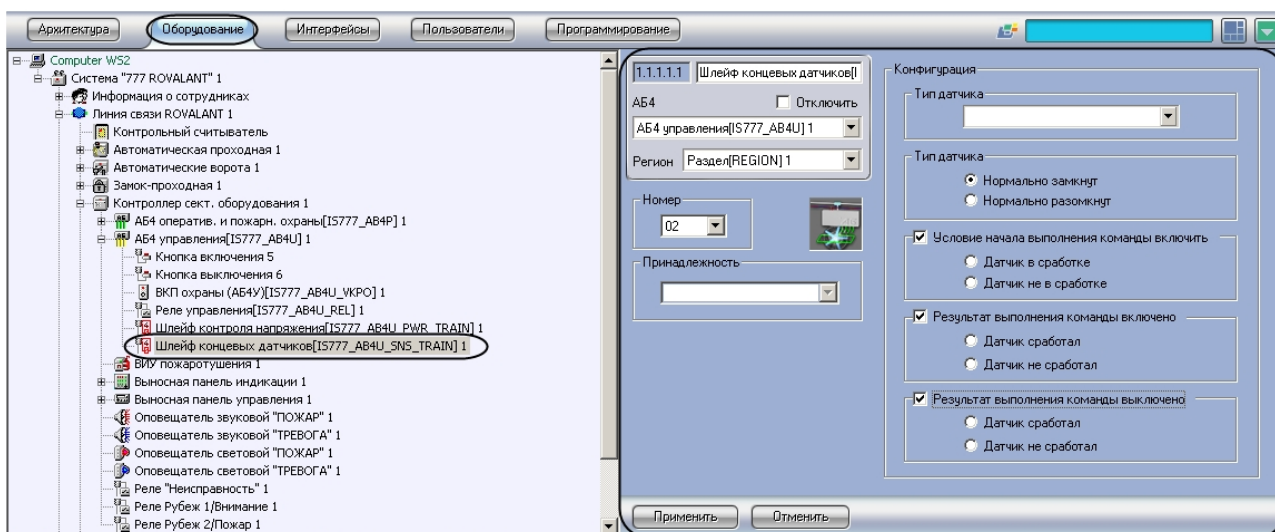 Архитектура Оборудование Интерфейсы Пользователи Программирование
Computer WS2
Система "777 ROVALANT" 1
Информация о сотрудниках
Линия связи ROVALANT 1
Контрольный считыватель
Автоматическая проходная 1
Автоматические ворота 1
Замок-проходная 1
Контроллер сект. оборудования 1
АБ4 оператив. и пожарн. охраны[IS777_AB4P] 1
АБ4 управления[IS777_AB4U] 1
Кнопка включения 5
Кнопка выключения 6
ВКП охраны (АБ4У)[IS777_AB4U_VKPO] 1
Реле управления[IS777_AB4U_REL] 1
Шлейф контроля напряжения[IS777_AB4U_PWR_TRAIN] 1
Шлейф концевых датчиков[IS777_AB4U_SNS_TRAIN] 1
ВИУ пожаротушения 1
Выносная панель индикации 1
Выносная панель управления 1
Оповещатель звуковой "ПОЖАР" 1
Оповещатель звуковой "ТРЕВОГА" 1
Оповещатель световой "ПОЖАР" 1
Оповещатель световой "ТРЕВОГА" 1
Реле "Неисправность" 1
Реле Рубеж 1/Внимание 1
Реле Рубеж 2/Пожар 1
1.1.1.1.1 Шлейф концевых датчиков[I
АБ4 Отключить
АБ4 управления[IS777_AB4U] 1
Регион Раздел[REGION] 1
Номер
02
Принадлежность
Конфигурация
Тип датчика
Тип датчика
Нормально замкнут
Нормально разомкнут
Условие начала выполнения команды включить
Датчик в сработке
Датчик не в сработке
Результат выполнения команды включено
Датчик сработал
Датчик не сработал
Результат выполнения команды выключено
Датчик сработал
Датчик не сработал
Применить Отменить